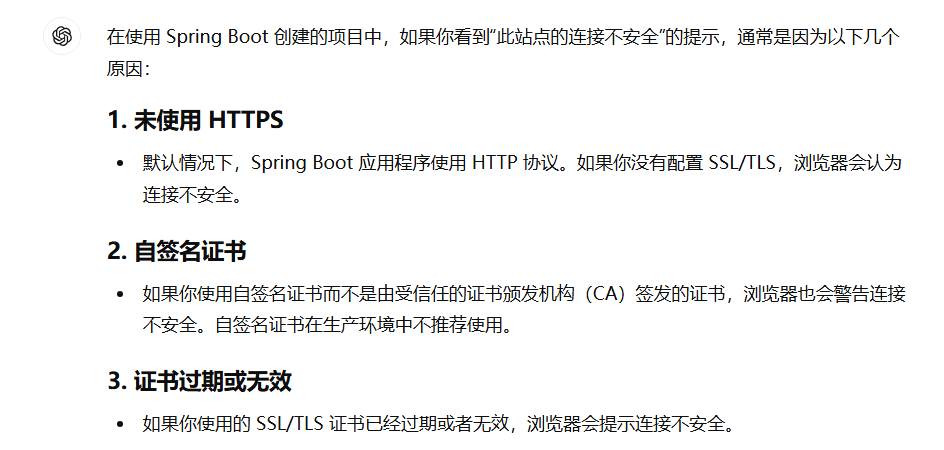 在使用 Spring Boot 创建的项目中，如果你看到“此站点的连接不安全”的提示，通常是因为以下几个
原因：
1. 未使用 HTTPS
• 默认情况下，Spring Boot 应用程序使用 HTTP 协议。如果你没有配置 SSL/TLS，浏览器会认为
连接不安全。
2. 自签名证书
• 如果你使用自签名证书而不是由受信任的证书颁发机构（CA）签发的证书，浏览器也会警告连接
不安全。自签名证书在生产环境中不推荐使用。
3. 证书过期或无效
• 如果你使用的 SSL/TLS 证书已经过期或者无效，浏览器会提示连接不安全。